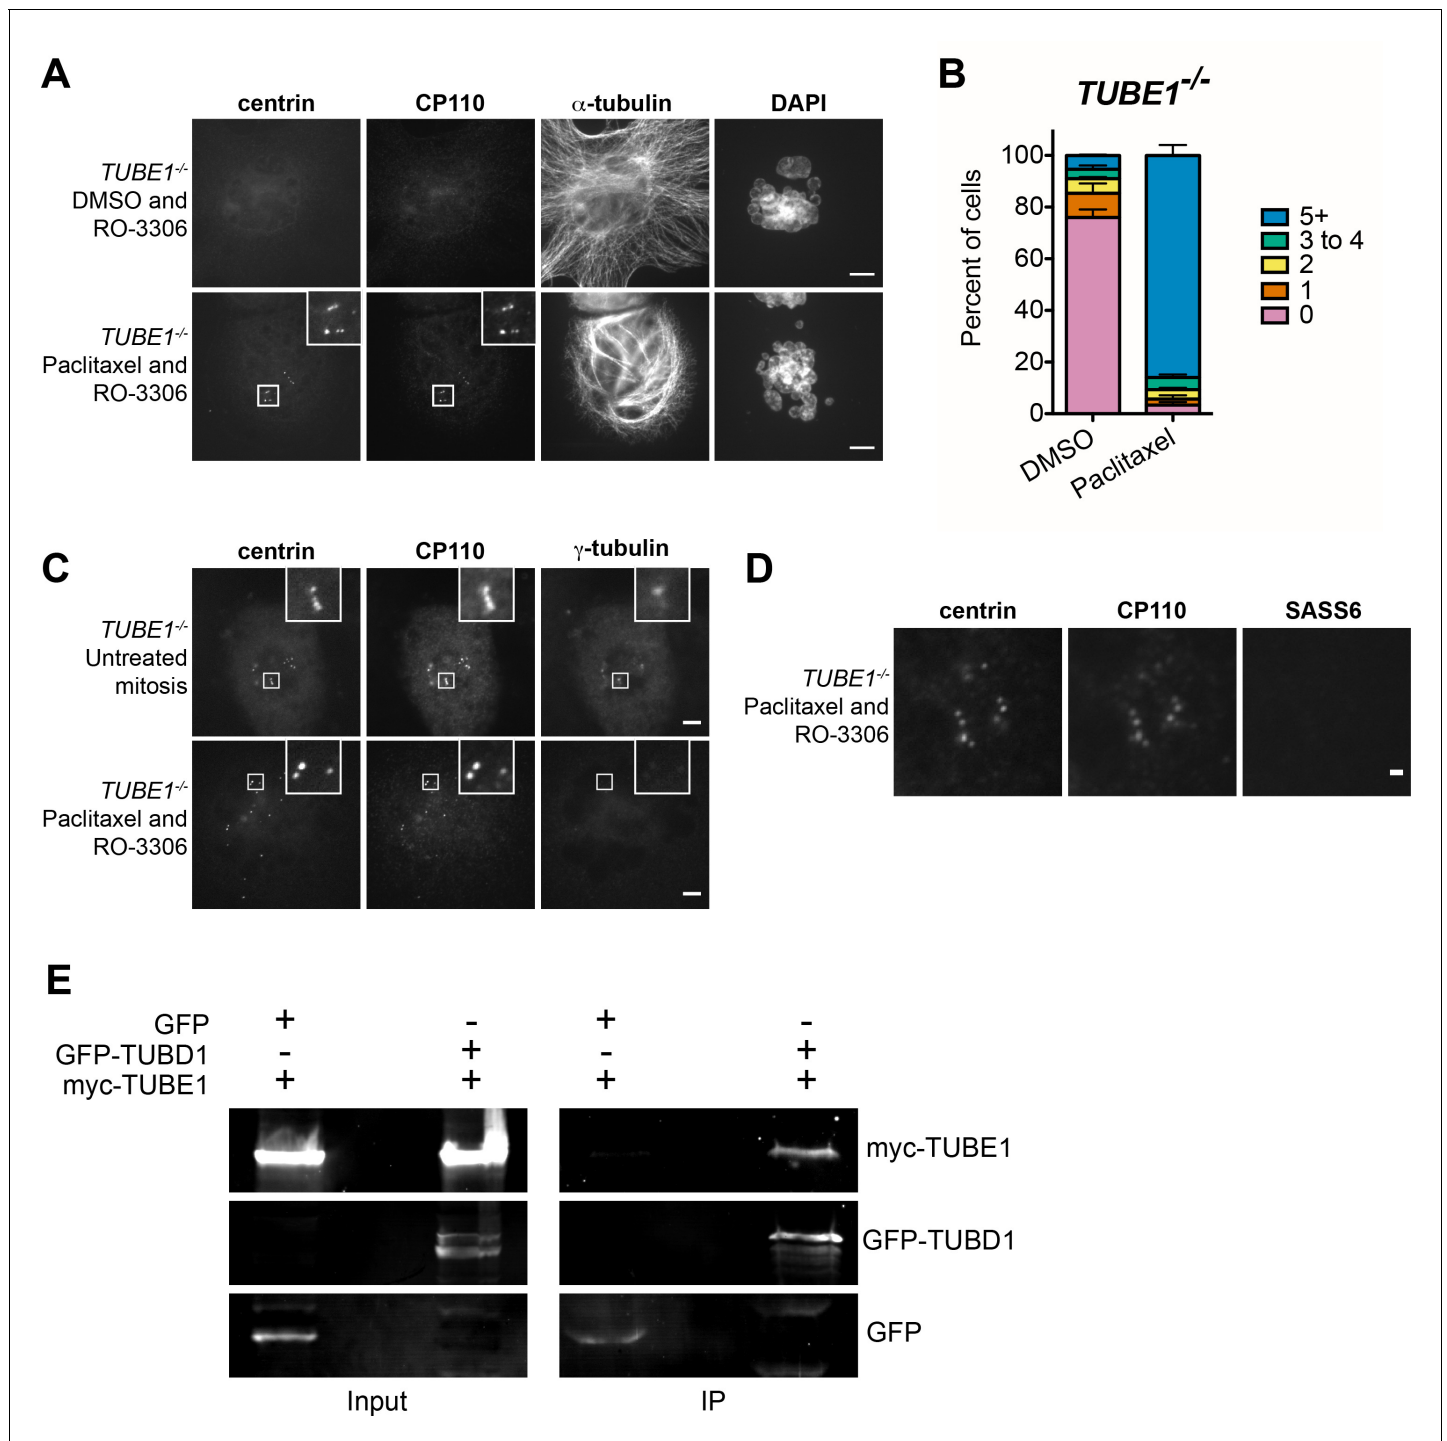 A
centrin CP110 α-tubulin DAPI
TUBE1-/-
DMSO and
RO-3306
TUBE1-/-
Paclitaxel and
RO-3306
B
TUBE1-/-
Percent of cells
100
80
60
40
20
0
DMSO
Paclitaxel
5+
3 to 4
2
1
0
C
centrin CP110 γ-tubulin
TUBE1-/-
Untreated
mitosis
TUBE1-/-
Paclitaxel and
RO-3306
D
centrin CP110 SASS6
TUBE1-/-
Paclitaxel and
RO-3306
E
GFP + - + -
GFP-TUBD1 - + - +
myc-TUBE1 + + + +
myc-TUBE1
GFP-TUBD1
GFP
Input IP